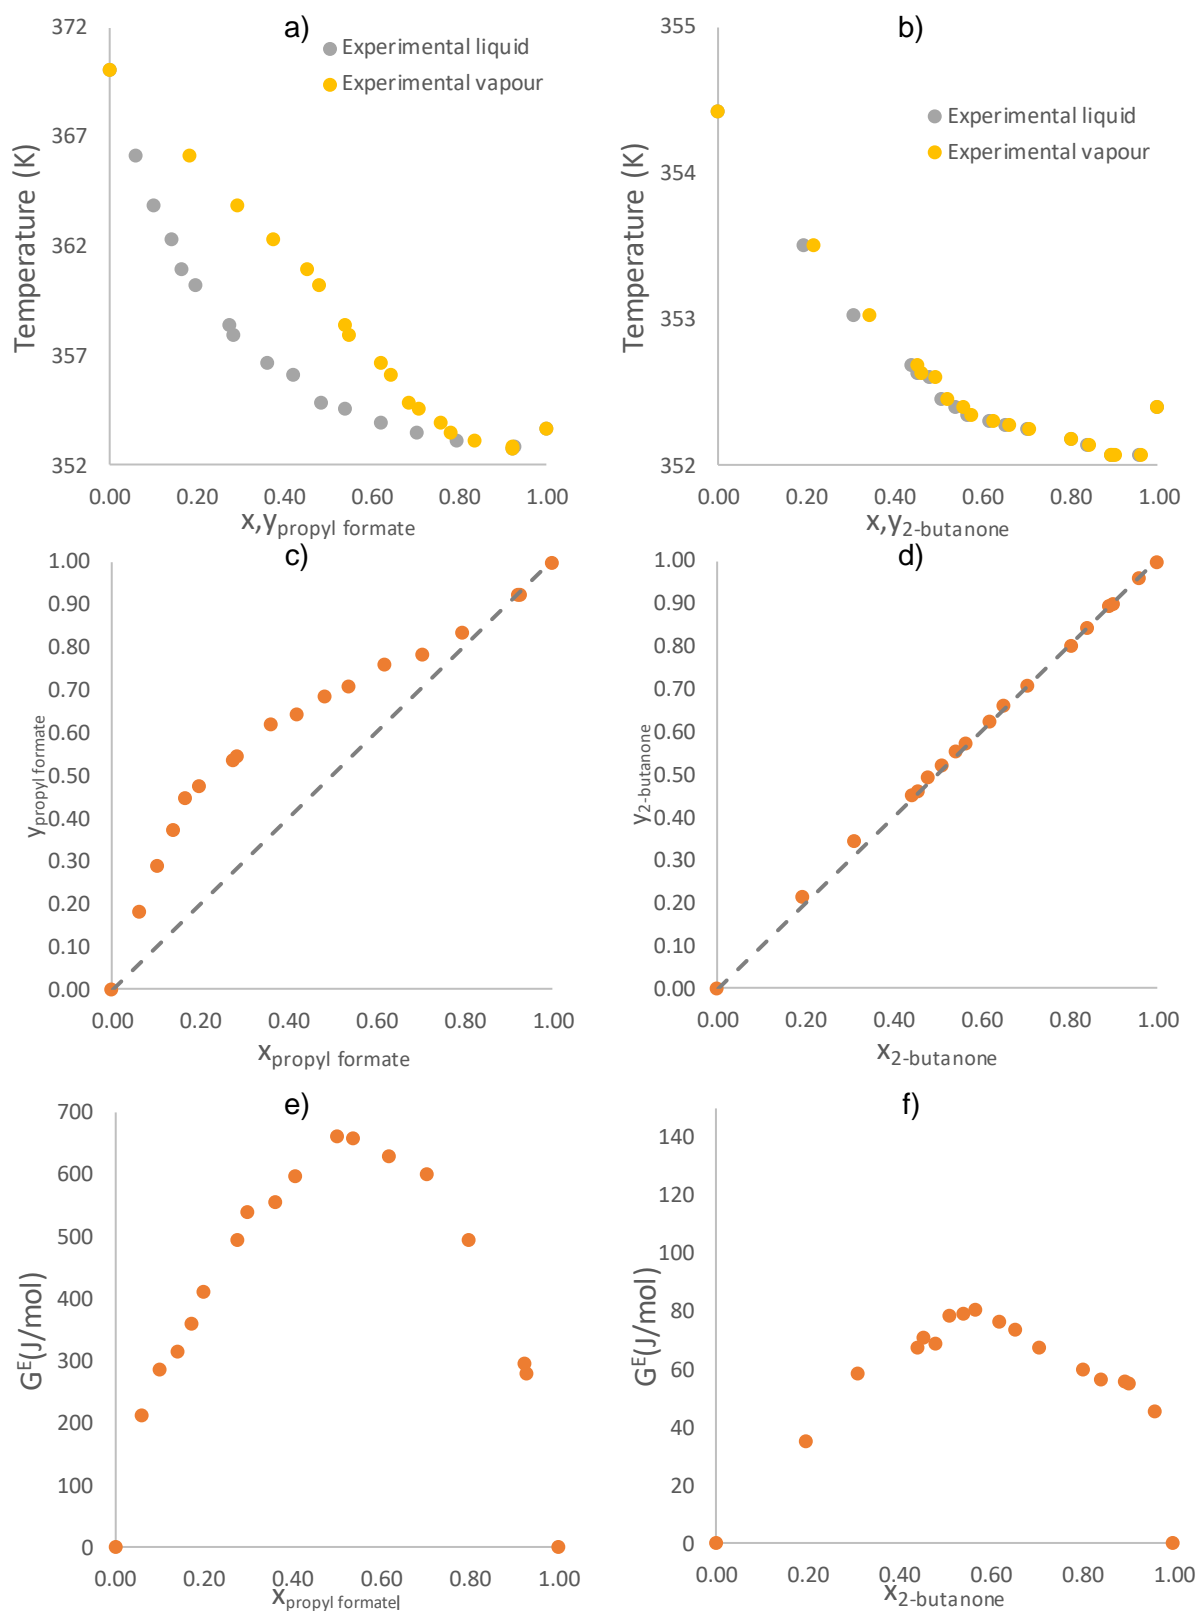 a)
Experimental liquid
Experimental vapour
Temperature (K)
372
367
362
357
352
0.00 0.20 0.40 0.60 0.80 1.00
x,ypropyl formate
b)
Experimental liquid
Experimental vapour
Temperature (K)
355
354
353
352
0.00 0.20 0.40 0.60 0.80 1.00
x,y2-butanone
c)
ypropyl formate
1.00
0.90
0.80
0.70
0.60
0.50
0.40
0.30
0.20
0.10
0.00
0.00 0.20 0.40 0.60 0.80 1.00
xpropyl formate
d)
y2-butanone
1.00
0.90
0.80
0.70
0.60
0.50
0.40
0.30
0.20
0.10
0.00
0.00 0.20 0.40 0.60 0.80 1.00
x2-butanone
e)
GE(J/mol)
700
600
500
400
300
200
100
0
0.00 0.20 0.40 0.60 0.80 1.00
xpropyl formate|
f)
GE(J/mol)
140
120
100
80
60
40
20
0
0.00 0.20 0.40 0.60 0.80 1.00
x2-butanone